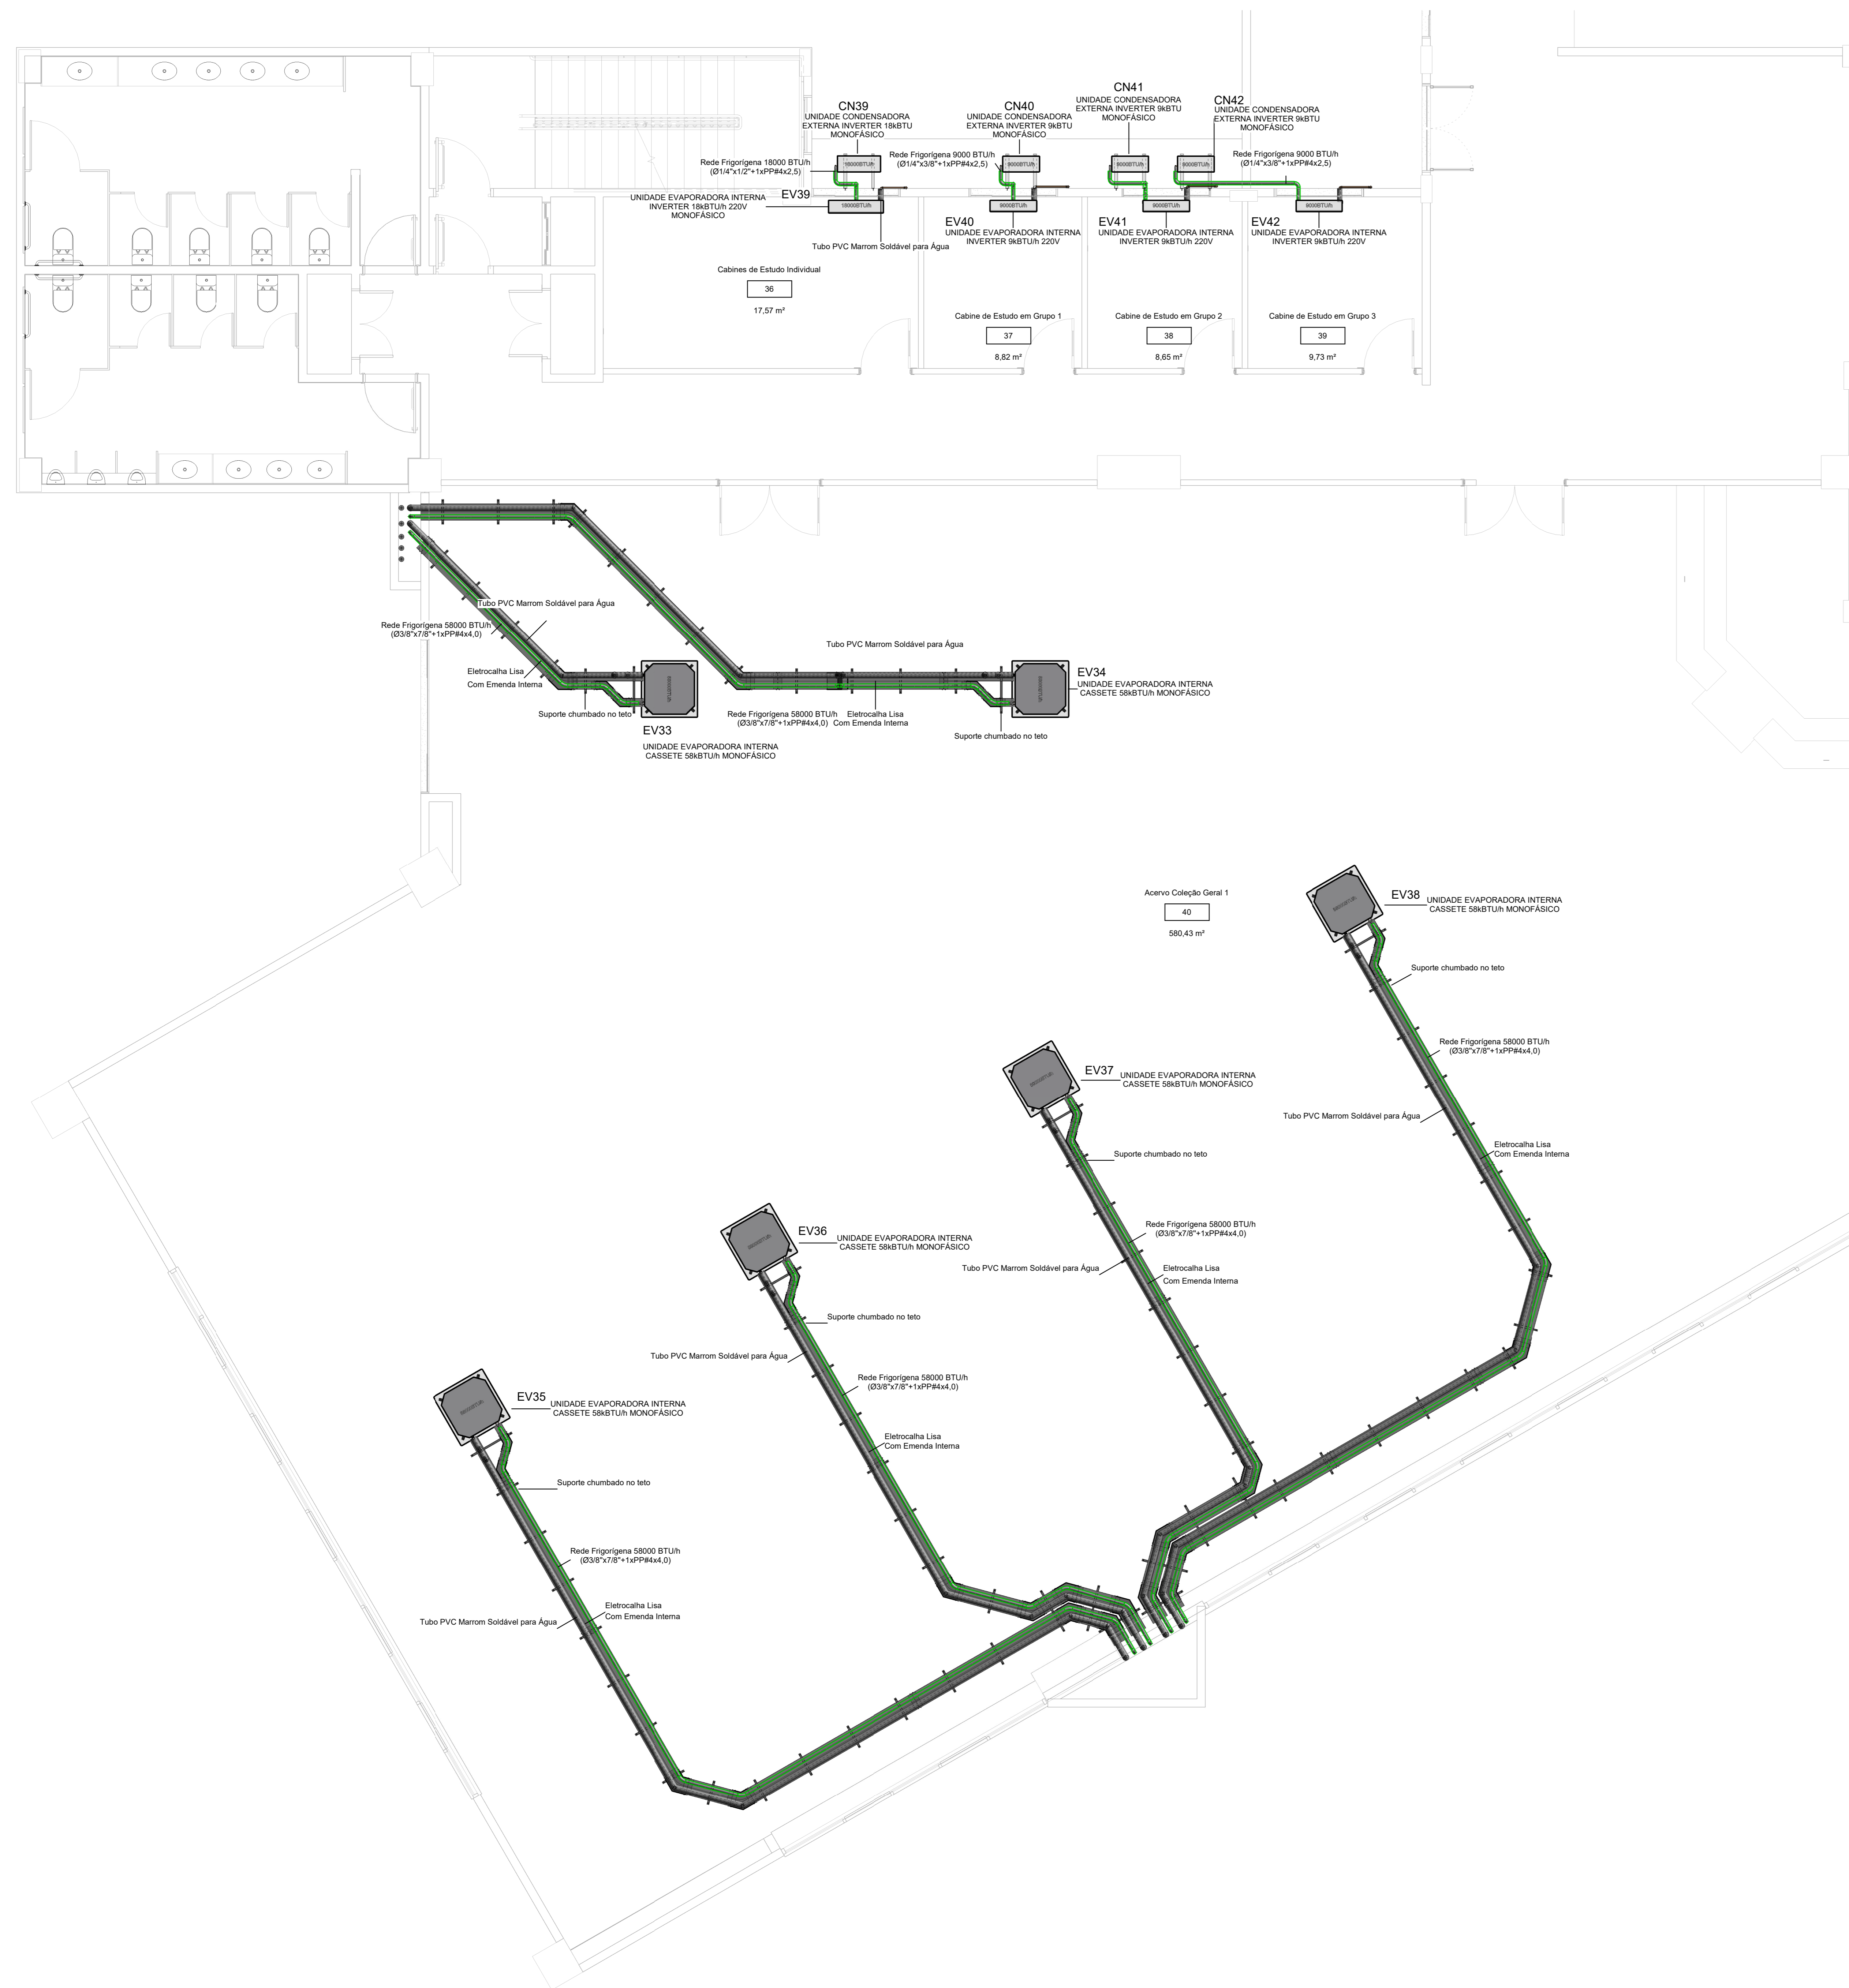 CN41
UNIDADE CONDENSADORA
EXTERNA INVERTER 9kBTU
MONOFÁSICO
CN39
UNIDADE CONDENSADORA
EXTERNA INVERTER 18kBTU
MONOFÁSICO
CN40
UNIDADE CONDENSADORA
EXTERNA INVERTER 9kBTU
MONOFÁSICO
CN42
UNIDADE CONDENSADORA
EXTERNA INVERTER 9kBTU
MONOFÁSICO
Rede Frigorígena 18000 BTU/h
(Ø1/4"x1/2"+1xPP#4x2,5)
18000BTU/h
Rede Frigorígena 9000 BTU/h
(Ø1/4"x3/8"+1xPP#4x2,5)
9000BTU/h
9000BTU/h
9000BTU/h
Rede Frigorígena 9000 BTU/h
(Ø1/4"x3/8"+1xPP#4x2,5)
EV39
UNIDADE EVAPORADORA INTERNA
INVERTER 18kBTU/h 220V
MONOFÁSICO
18000BTU/h
9000BTU/h
9000BTU/h
9000BTU/h
EV40
UNIDADE EVAPORADORA INTERNA
INVERTER 9kBTU/h 220V
EV41
UNIDADE EVAPORADORA INTERNA
INVERTER 9kBTU/h 220V
EV42
UNIDADE EVAPORADORA INTERNA
INVERTER 9kBTU/h 220V
Tubo PVC Marrom Soldável para Água
Cabines de Estudo Individual
36
17,57 m²
Cabine de Estudo em Grupo 1
37
8,82 m²
Cabine de Estudo em Grupo 2
38
8,65 m²
Cabine de Estudo em Grupo 3
39
9,73 m²
Tubo PVC Marrom Soldável para Água
Rede Frigorígena 58000 BTU/h
(Ø3/8"x7/8"+1xPP#4x4,0)
Eletrocalha Lisa
Com Emenda Interna
Suporte chumbado no teto
58000BTU/h
EV33
UNIDADE EVAPORADORA INTERNA
CASSETE 58kBTU/h MONOFÁSICO
Tubo PVC Marrom Soldável para Água
Rede Frigorígena 58000 BTU/h
(Ø3/8"x7/8"+1xPP#4x4,0)
Eletrocalha Lisa
Com Emenda Interna
Suporte chumbado no teto
58000BTU/h
EV34
UNIDADE EVAPORADORA INTERNA
CASSETE 58kBTU/h MONOFÁSICO
Acervo Coleção Geral 1
40
580,43 m²
58000BTU/h
EV38
UNIDADE EVAPORADORA INTERNA
CASSETE 58kBTU/h MONOFÁSICO
Suporte chumbado no teto
Rede Frigorígena 58000 BTU/h
(Ø3/8"x7/8"+1xPP#4x4,0)
Tubo PVC Marrom Soldável para Água
Eletrocalha Lisa
Com Emenda Interna
58000BTU/h
EV37
UNIDADE EVAPORADORA INTERNA
CASSETE 58kBTU/h MONOFÁSICO
Suporte chumbado no teto
Rede Frigorígena 58000 BTU/h
(Ø3/8"x7/8"+1xPP#4x4,0)
Tubo PVC Marrom Soldável para Água
Eletrocalha Lisa
Com Emenda Interna
58000BTU/h
EV36
UNIDADE EVAPORADORA INTERNA
CASSETE 58kBTU/h MONOFÁSICO
Suporte chumbado no teto
Tubo PVC Marrom Soldável para Água
Rede Frigorígena 58000 BTU/h
(Ø3/8"x7/8"+1xPP#4x4,0)
Eletrocalha Lisa
Com Emenda Interna
58000BTU/h
EV35
UNIDADE EVAPORADORA INTERNA
CASSETE 58kBTU/h MONOFÁSICO
Suporte chumbado no teto
Rede Frigorígena 58000 BTU/h
(Ø3/8"x7/8"+1xPP#4x4,0)
Eletrocalha Lisa
Com Emenda Interna
Tubo PVC Marrom Soldável para Água